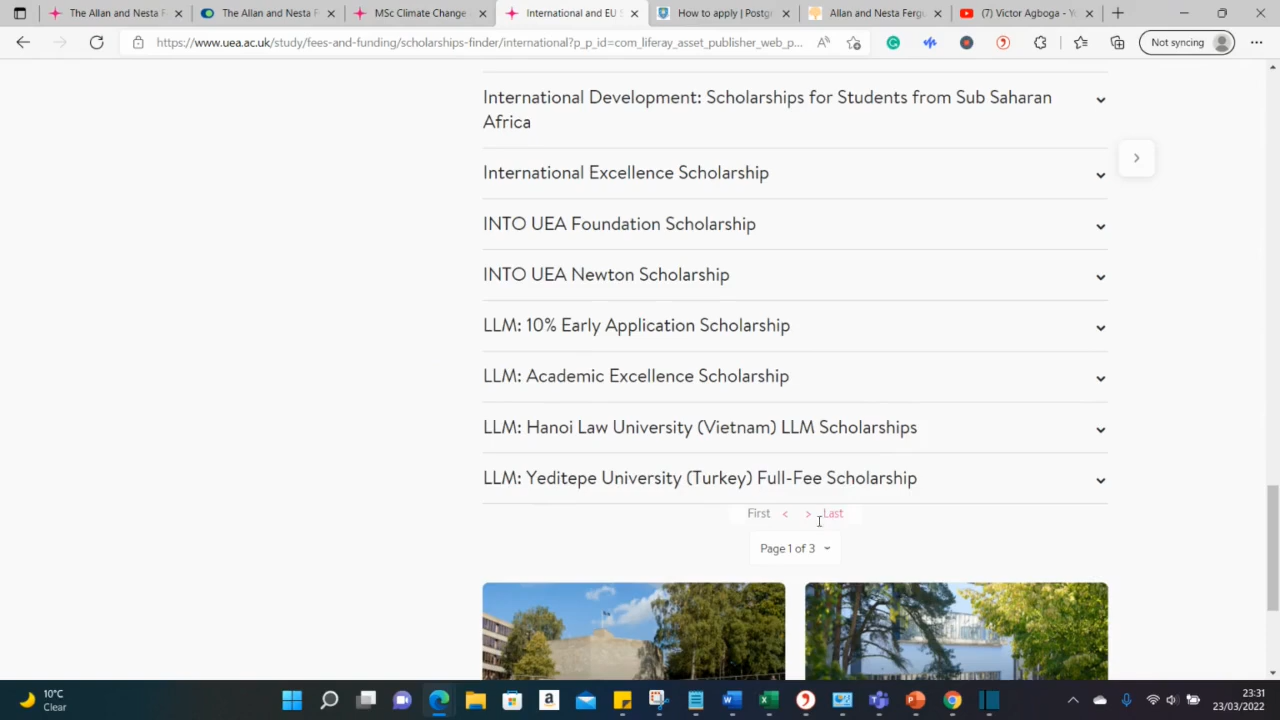 The Allan and Nesta F
The Allan and Nesta F
MSc Climate Change
International and EU S
How to apply | Postg
Allan and Nesta Fergu
(7) Victor Agboga - Yo
https://www.uea.ac.uk/study/fees-and-funding/scholarships-finder/international?p_p_id=com_liferay_asset_publisher_web_p...
Not syncing
International Development: Scholarships for Students from Sub Saharan
Africa
International Excellence Scholarship
INTO UEA Foundation Scholarship
INTO UEA Newton Scholarship
LLM: 10% Early Application Scholarship
LLM: Academic Excellence Scholarship
LLM: Hanoi Law University (Vietnam) LLM Scholarships
LLM: Yeditepe University (Turkey) Full-Fee Scholarship
First < > Last
Page 1 of 3
10°C
Clear
23:31
23/03/2022